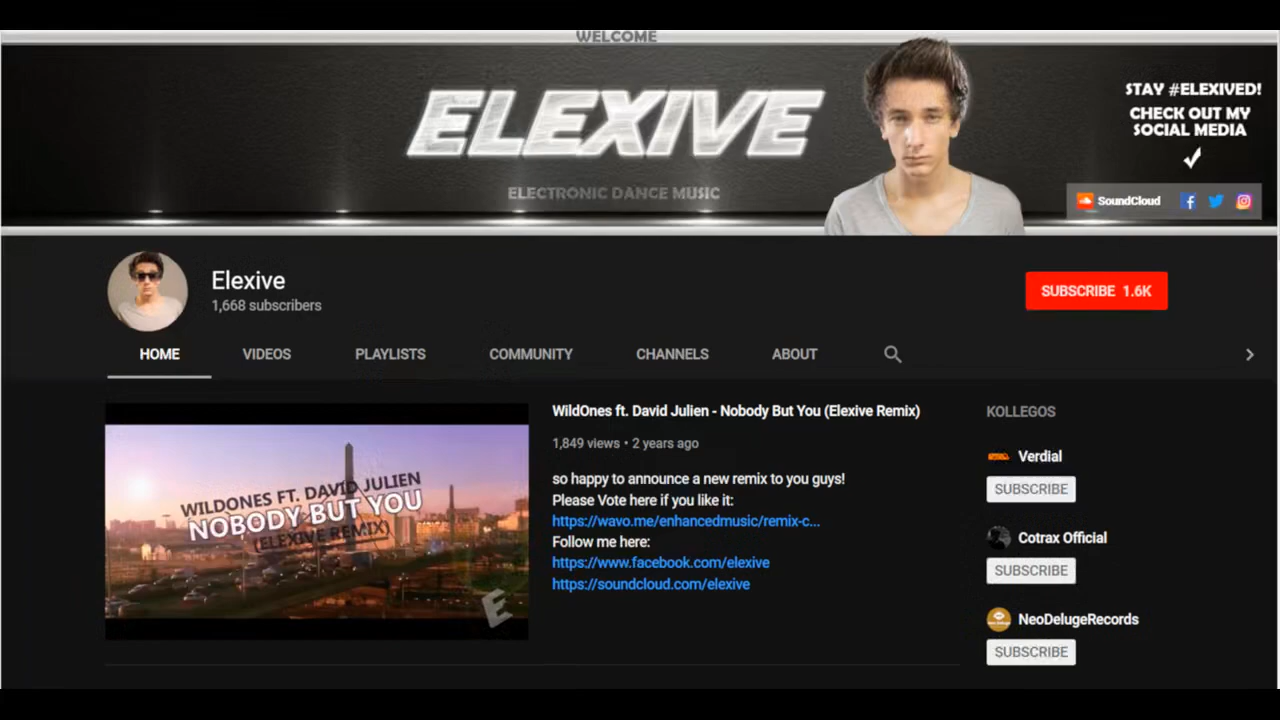 WELCOME
ELEXIVE
ELECTRONIC DANCE MUSIC
STAY #ELEXIVED!
CHECK OUT MY
SOCIAL MEDIA
SoundCloud
Elexive
1,668 subscribers
SUBSCRIBE 1.6K
HOME VIDEOS PLAYLISTS COMMUNITY CHANNELS ABOUT
WILDONES FT. DAVID JULIEN
NOBODY BUT YOU
(ELEXIVE REMIX)
E
WildOnes ft. David Julien - Nobody But You (Elexive Remix)
1,849 views • 2 years ago
so happy to announce a new remix to you guys!
Please Vote here if you like it:
https://wavo.me/enhancedmusic/remix-c...
Follow me here:
https://www.facebook.com/elexive
https://soundcloud.com/elexive
KOLLEGOS
Verdial
SUBSCRIBE
Cotrax Official
SUBSCRIBE
NeoDelugeRecords
SUBSCRIBE